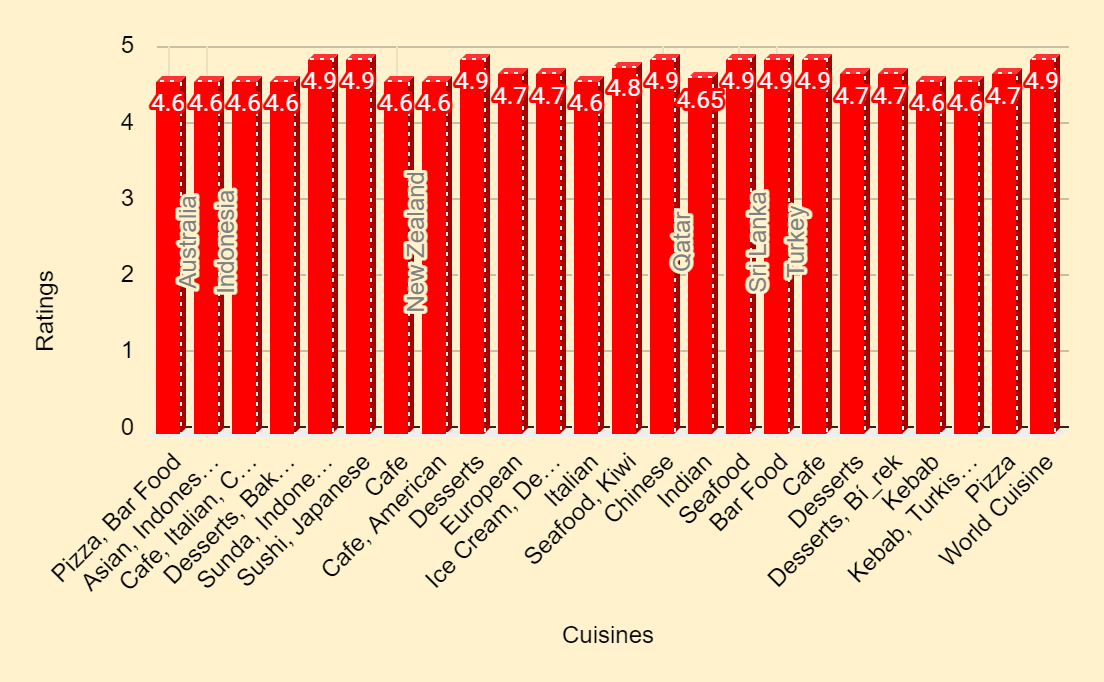 5
4
3
2
1
0
Ratings
4.6
4.6
4.6
4.6
4.9
4.9
4.6
4.6
4.9
4.7
4.7
4.6
4.8
4.9
4.65
4.9
4.9
4.9
4.7
4.7
4.6
4.6
4.7
4.9
Australia
Indonesia
New Zealand
Qatar
Sri Lanka
Turkey
Pizza, Bar Food
Asian, Indones…
Cafe, Italian, C…
Desserts, Bak…
Sunda, Indone…
Sushi, Japanese
Cafe
Cafe, American
Desserts
European
Ice Cream, De…
Italian
Seafood, Kiwi
Chinese
Indian
Seafood
Bar Food
Cafe
Desserts
Desserts, Bí_rek
Kebab
Kebab, Turkis…
Pizza
World Cuisine
Cuisines